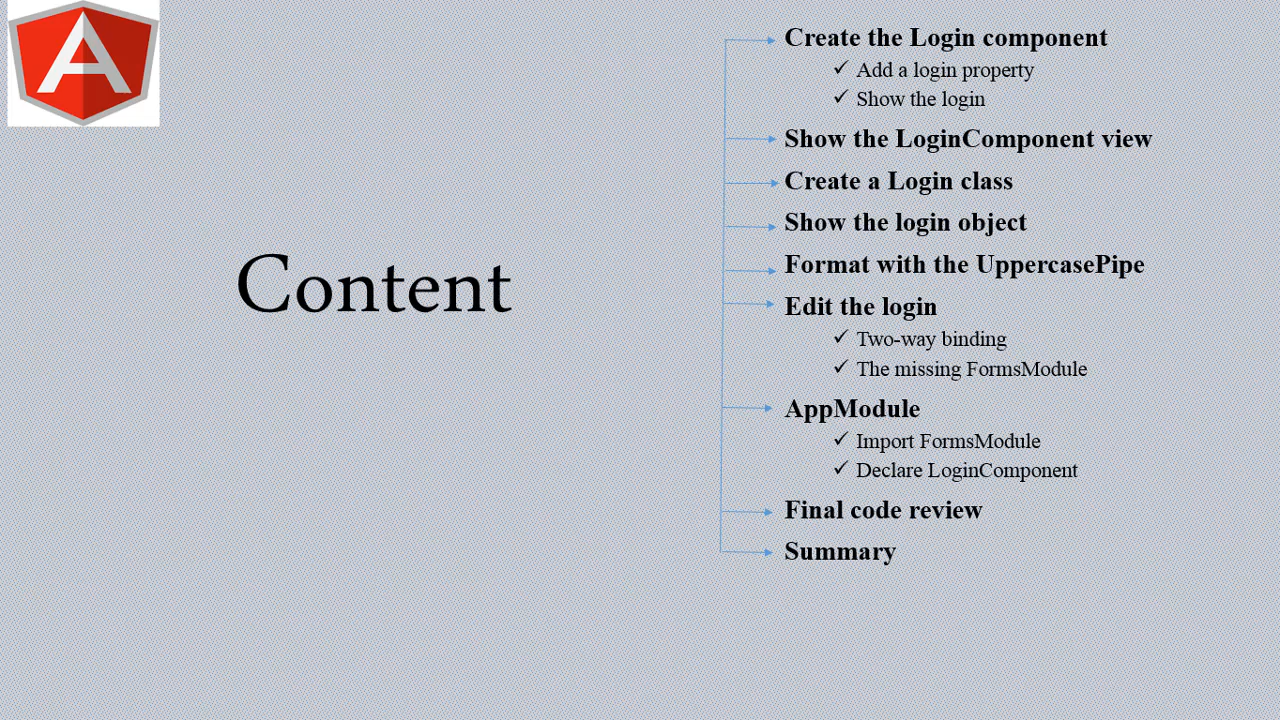 Content
Create the Login component
✓ Add a login property
✓ Show the login
Show the LoginComponent view
Create a Login class
Show the login object
Format with the UppercasePipe
Edit the login
✓ Two-way binding
✓ The missing FormsModule
AppModule
✓ Import FormsModule
✓ Declare LoginComponent
Final code review
Summary